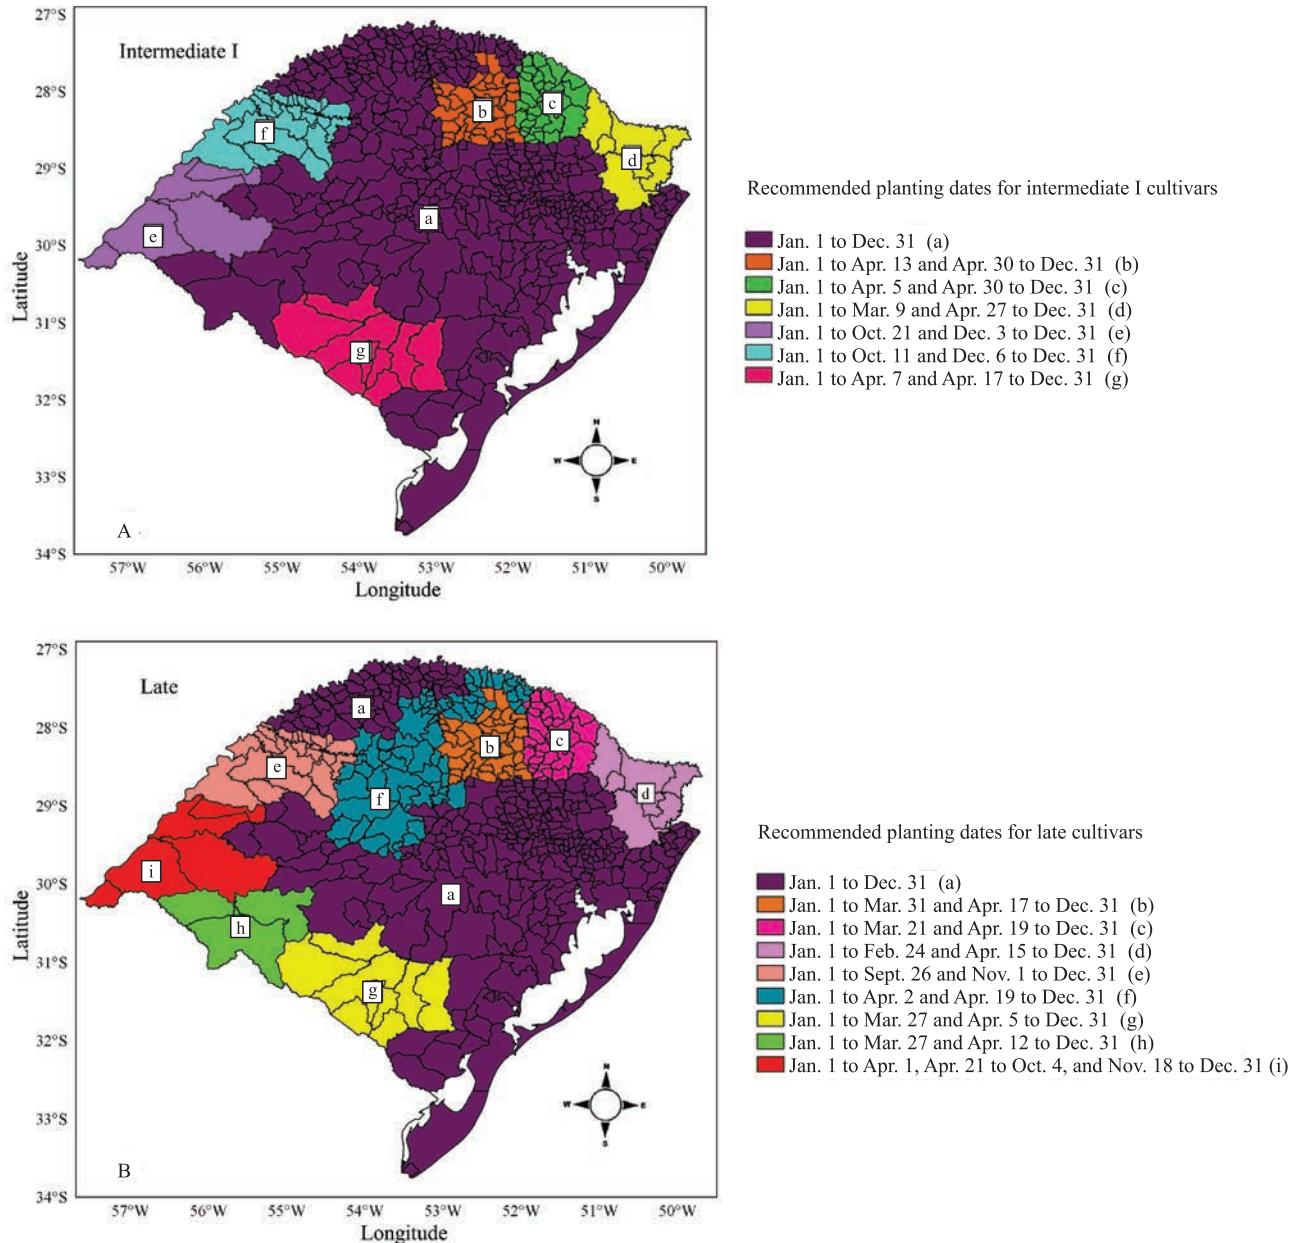 27°S
Intermediate I
28°S
29°S
30°S
31°S
32°S
33°S
34°S
Latitude
a
b
c
d
e
f
g
N
W
E
S
A
57°W 56°W 55°W 54°W 53°W 52°W 51°W 50°W
Longitude
Recommended planting dates for intermediate I cultivars
Jan. 1 to Dec. 31 (a)
Jan. 1 to Apr. 13 and Apr. 30 to Dec. 31 (b)
Jan. 1 to Apr. 5 and Apr. 30 to Dec. 31 (c)
Jan. 1 to Mar. 9 and Apr. 27 to Dec. 31 (d)
Jan. 1 to Oct. 21 and Dec. 3 to Dec. 31 (e)
Jan. 1 to Oct. 11 and Dec. 6 to Dec. 31 (f)
Jan. 1 to Apr. 7 and Apr. 17 to Dec. 31 (g)
27°S
Late
28°S
29°S
30°S
31°S
32°S
33°S
34°S
Latitude
a
b
c
d
e
f
i
a
h
g
N
W
E
S
B
57°W 56°W 55°W 54°W 53°W 52°W 51°W 50°W
Longitude
Recommended planting dates for late cultivars
Jan. 1 to Dec. 31 (a)
Jan. 1 to Mar. 31 and Apr. 17 to Dec. 31 (b)
Jan. 1 to Mar. 21 and Apr. 19 to Dec. 31 (c)
Jan. 1 to Feb. 24 and Apr. 15 to Dec. 31 (d)
Jan. 1 to Sept. 26 and Nov. 1 to Dec. 31 (e)
Jan. 1 to Apr. 2 and Apr. 19 to Dec. 31 (f)
Jan. 1 to Mar. 27 and Apr. 5 to Dec. 31 (g)
Jan. 1 to Mar. 27 and Apr. 12 to Dec. 31 (h)
Jan. 1 to Apr. 1, Apr. 21 to Oct. 4, and Nov. 18 to Dec. 31 (i)